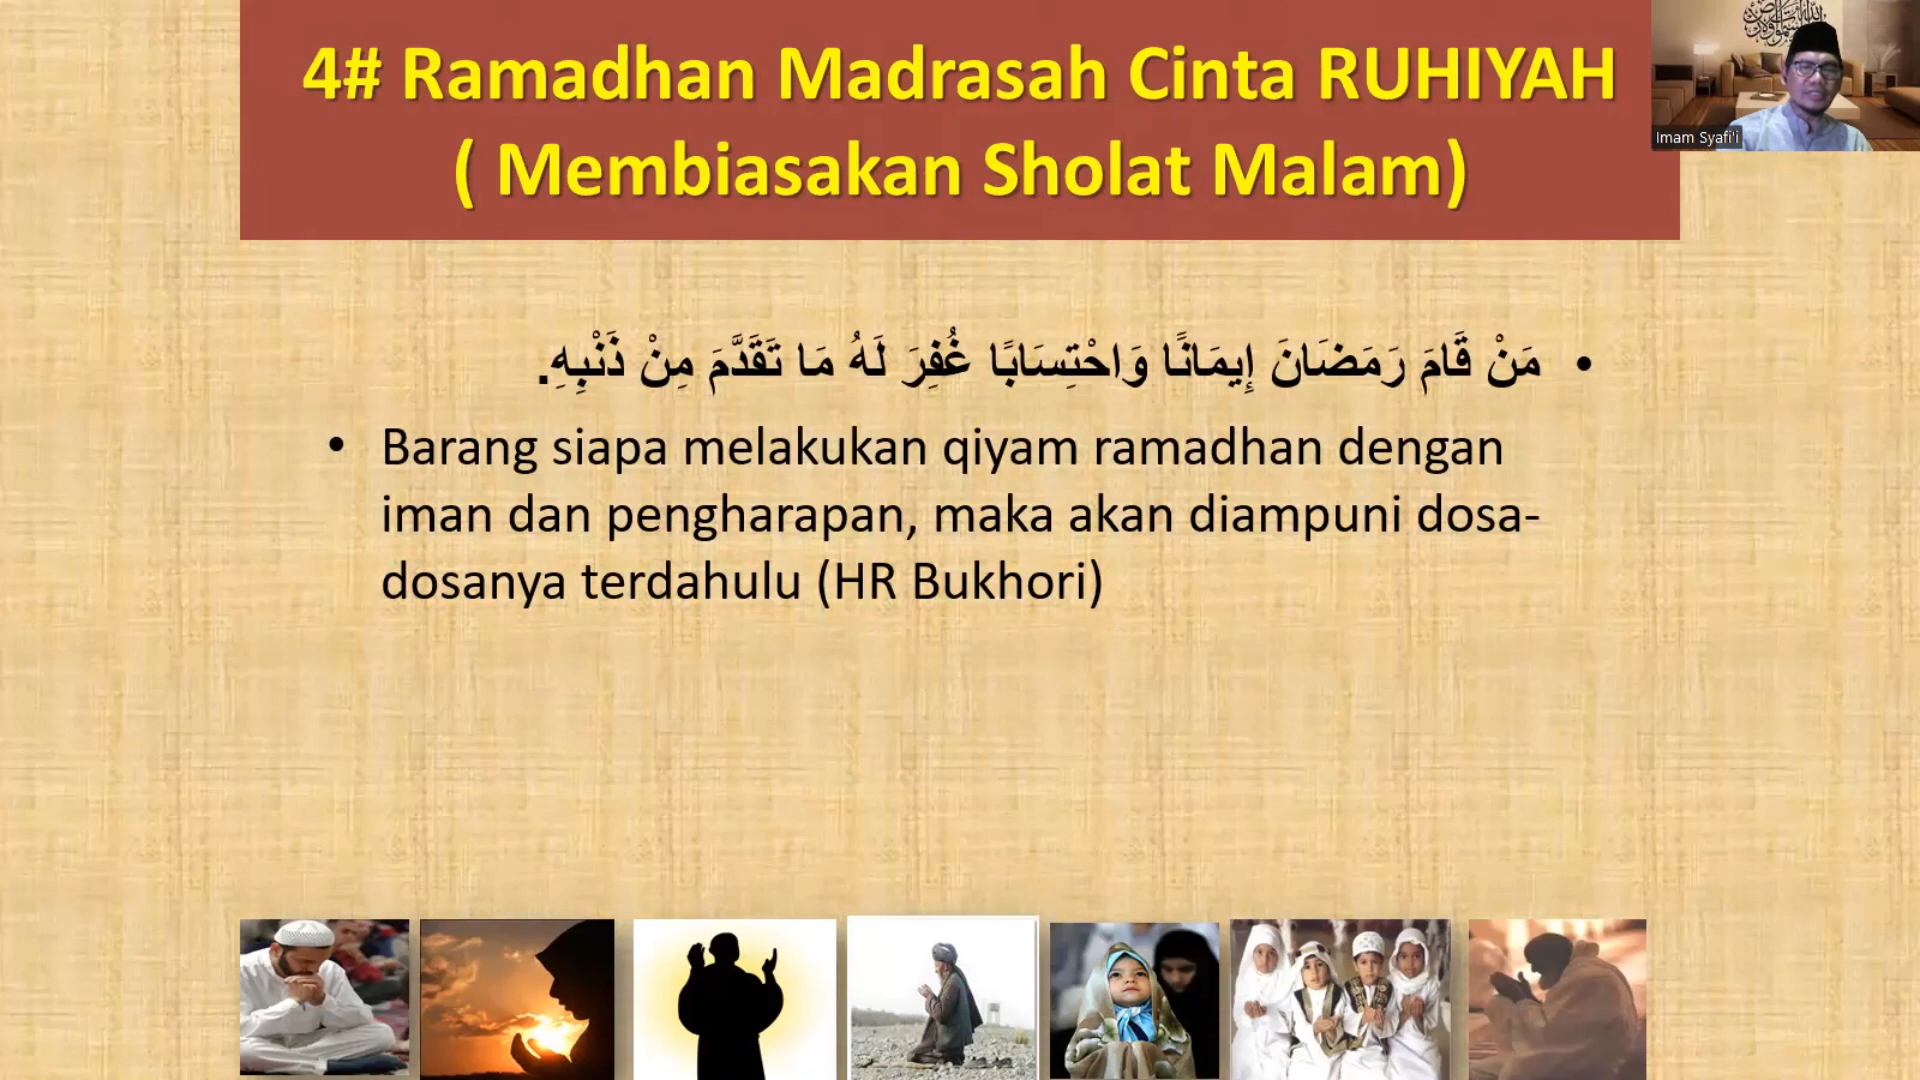 4# Ramadhan Madrasah Cinta RUHIYAH
( Membiasakan Sholat Malam)
Imam Syafi'i
• مَنْ قَامَ رَمَضَانَ إِيمَانًا وَاحْتِسَابًا غُفِرَ لَهُ مَا تَقَدَّمَ مِنْ ذَنْبِهِ.
• Barang siapa melakukan qiyam ramadhan dengan
iman dan pengharapan, maka akan diampuni dosa-
dosanya terdahulu (HR Bukhori)